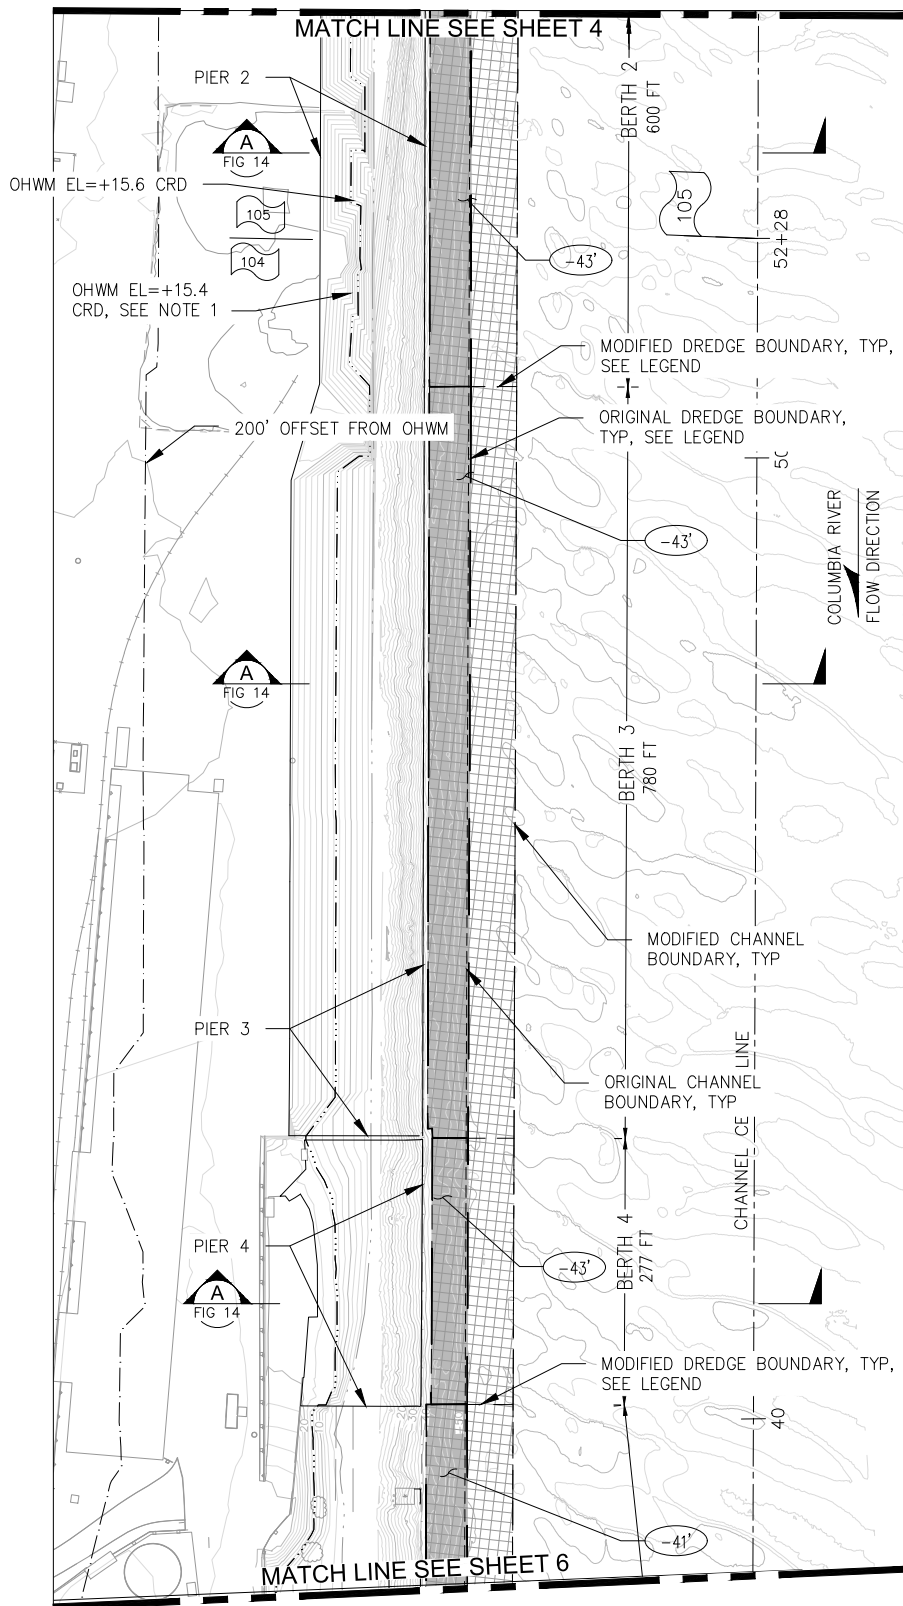 MATCH LINE SEE SHEET 4
PIER 2
BERTH 2
600 FT
A
FIG 14
OHWM EL=+15.6 CRD
105
104
105
52+28
-43'
OHWM EL=+15.4
CRD, SEE NOTE 1
MODIFIED DREDGE BOUNDARY, TYP,
SEE LEGEND
200' OFFSET FROM OHWM
ORIGINAL DREDGE BOUNDARY,
TYP, SEE LEGEND
50
-43'
COLUMBIA RIVER
FLOW DIRECTION
A
FIG 14
BERTH 3
780 FT
MODIFIED CHANNEL
BOUNDARY, TYP
PIER 3
ORIGINAL CHANNEL
BOUNDARY, TYP
CHANNEL CE LINE
PIER 4
-43'
BERTH 4
277 FT
A
FIG 14
MODIFIED DREDGE BOUNDARY, TYP,
SEE LEGEND
40
-41'
MATCH LINE SEE SHEET 6